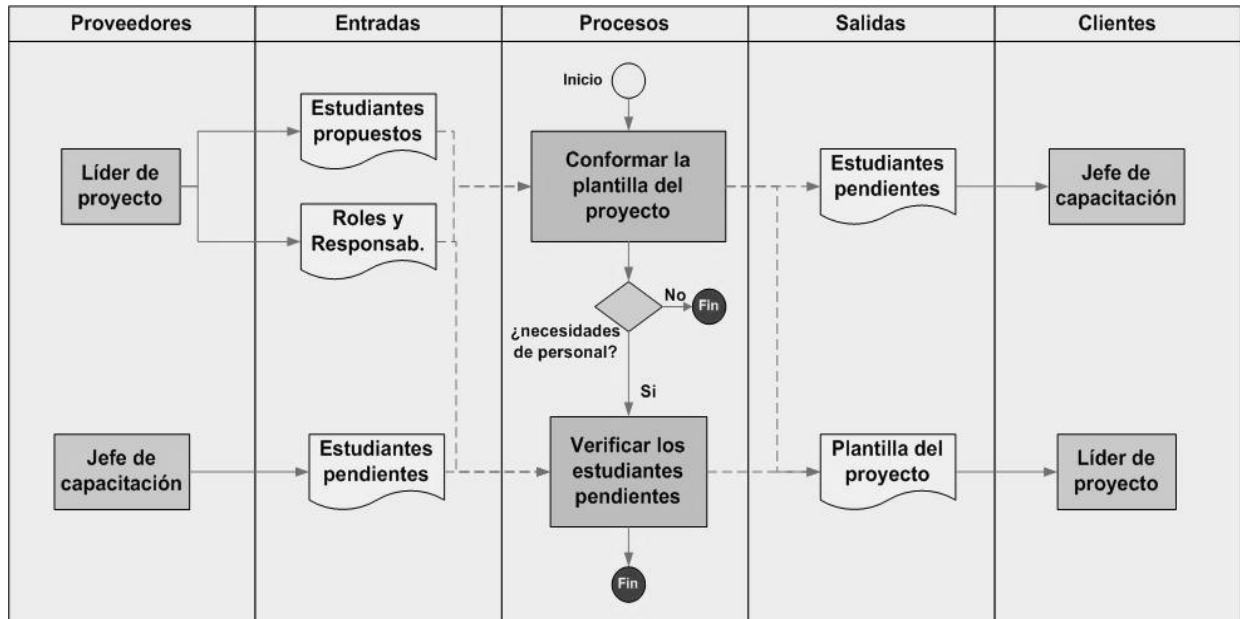 Proveedores
Entradas
Procesos
Salidas
Clientes
Inicio
Estudiantes
propuestos
Líder de
proyecto
Roles y
Responsab.
Conformar la
plantilla del
proyecto
Estudiantes
pendientes
Jefe de
capacitación
No
Fin
¿necesidades
de personal?
Si
Jefe de
capacitación
Estudiantes
pendientes
Verificar los
estudiantes
pendientes
Plantilla del
proyecto
Líder de
proyecto
Fin